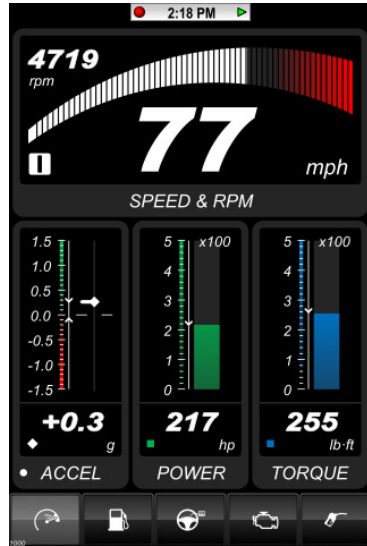 2:18 PM
4719
rpm
77
mph
SPEED & RPM
1.5
1.0
0.5
0.0
-0.5
-1.0
-1.5
+0.3
g
ACCEL
5 x100
4
3
2
1
0
217
hp
POWER
5 x100
4
3
2
1
0
255
lb·ft
TORQUE
1000